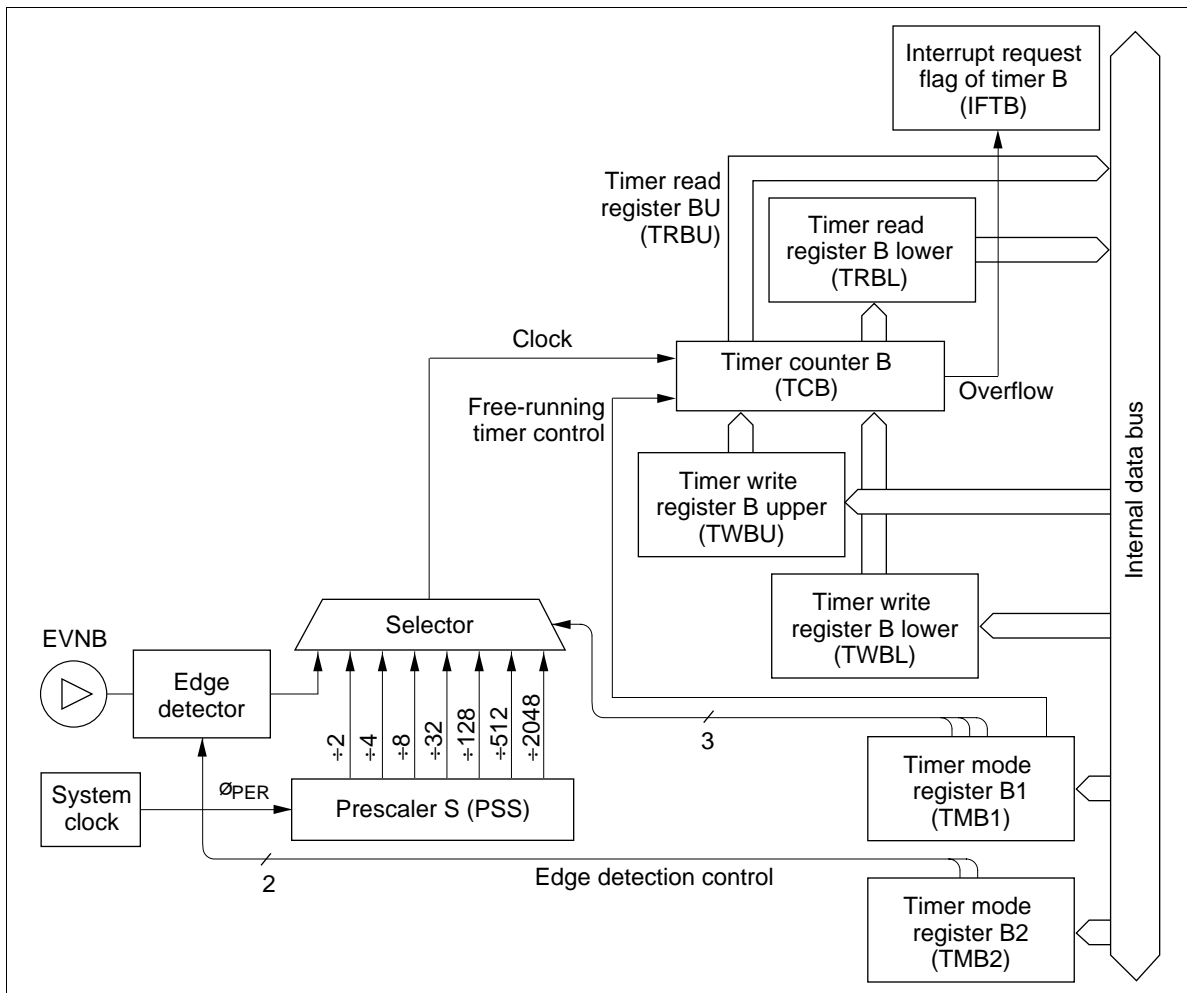 Interrupt request
flag of timer B
(IFTB)
Timer read
register BU
(TRBU)
Timer read
register B lower
(TRBL)
Clock
Timer counter B
(TCB)
Overflow
Free-running
timer control
Timer write
register B upper
(TWBU)
Internal data bus
Timer write
register B lower
(TWBL)
Selector
EVNB
Edge
detector
÷2
÷4
÷8
÷32
÷128
÷512
÷2048
3
System
clock
øPER
Prescaler S (PSS)
Timer mode
register B1
(TMB1)
2
Edge detection control
Timer mode
register B2
(TMB2)